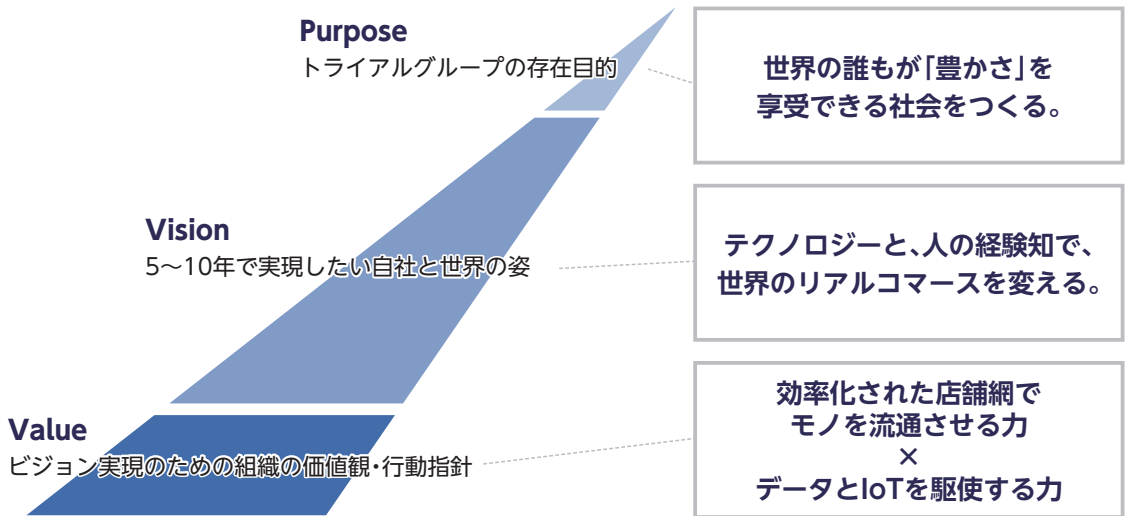 Purpose
トライアルグループの存在目的
世界の誰もが「豊かさ」を
享受できる社会をつくる。
Vision
5～10年で実現したい自社と世界の姿
テクノロジーと、人の経験知で、
世界のリアルコマースを変える。
Value
ビジョン実現のための組織の価値観・行動指針
効率化された店舗網で
モノを流通させる力
×
データとIoTを駆使する力